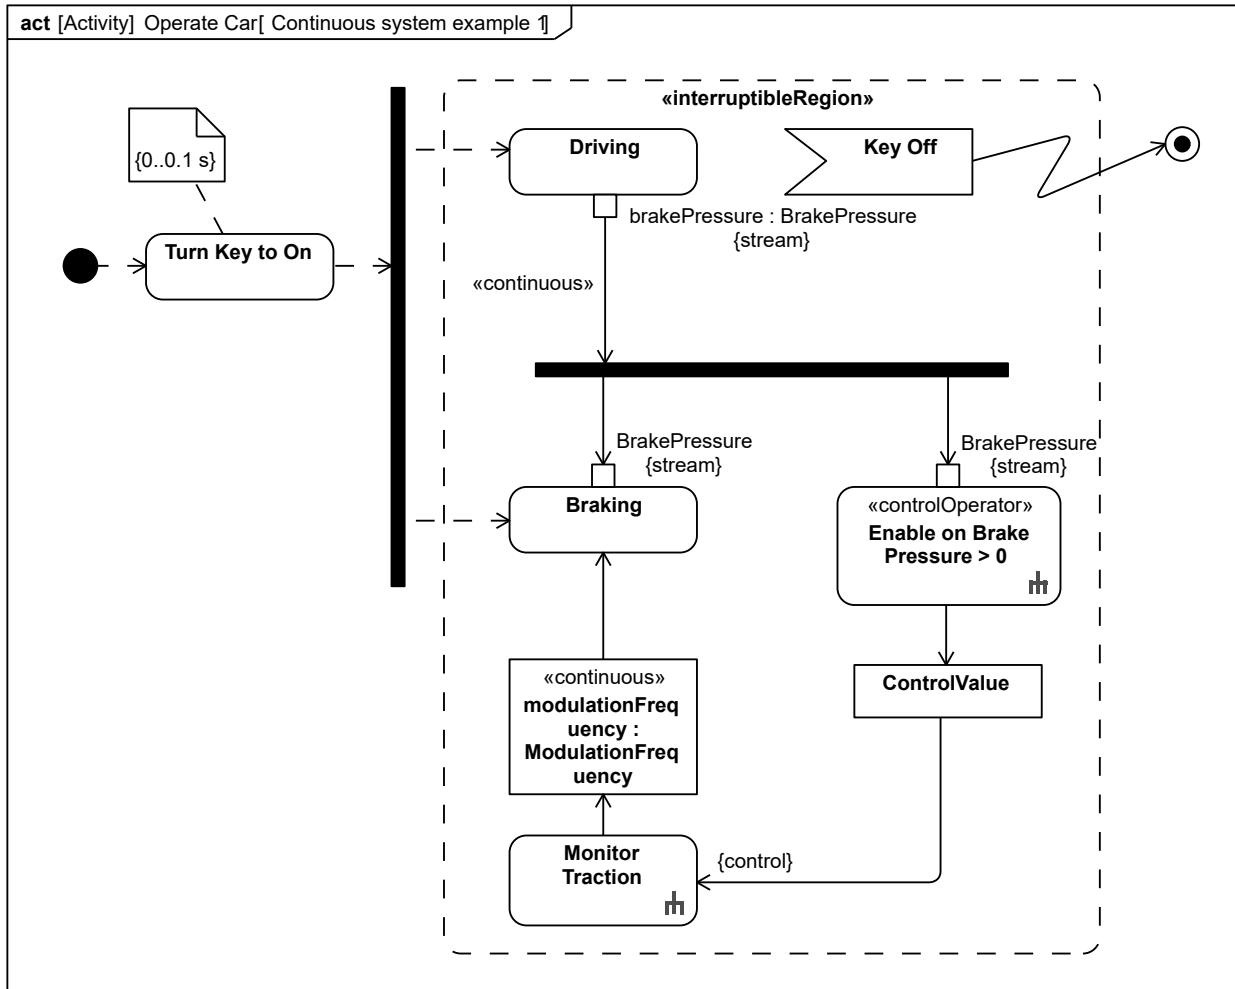 act [Activity] Operate Car[ Continuous system example 1]
«interruptibleRegion»
{0..0.1 s}
Driving
Key Off
brakePressure : BrakePressure
{stream}
Turn Key to On
«continuous»
BrakePressure
{stream}
BrakePressure
{stream}
Braking
«controlOperator»
Enable on Brake
Pressure > 0
«continuous»
modulationFreq
uency :
ModulationFreq
uency
ControlValue
Monitor
Traction
{control}